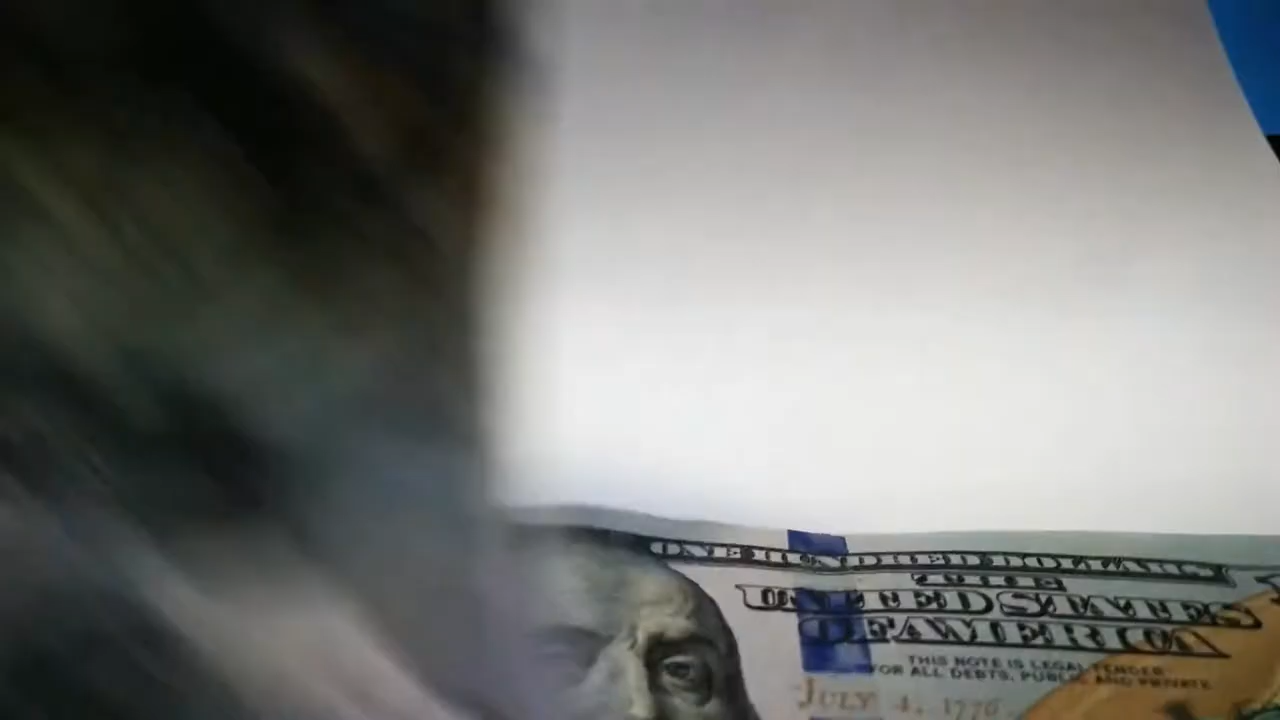 ONE HUNDRED DOLLARS
THE
UNITED STATES
OF AMERICA
THIS NOTE IS LEGAL TENDER
FOR ALL DEBTS, PUBLIC AND PRIVATE
JULY 4, 1776